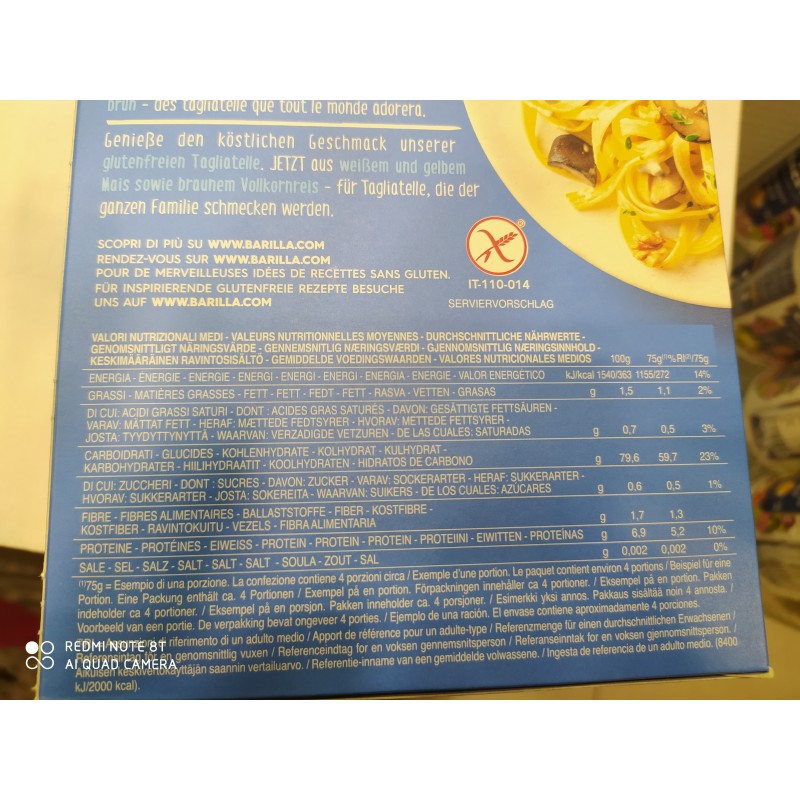 brun - des tagliatelle que tout le monde adorera.
Genieße den köstlichen Geschmack unserer
glutenfreien Tagliatelle. JETZT aus weißem und gelbem
Mais sowie braunem Vollkornreis - für Tagliatelle, die der
ganzen Familie schmecken werden.
SCOPRI DI PIÙ SU WWW.BARILLA.COM
RENDEZ-VOUS SUR WWW.BARILLA.COM
POUR DE MERVEILLEUSES IDÉES DE RECETTES SANS GLUTEN.
FÜR INSPIRIERENDE GLUTENFREIE REZEPTE BESUCHE
UNS AUF WWW.BARILLA.COM
IT-110-014
SERVIERVORSCHLAG
VALORI NUTRIZIONALI MEDI - VALEURS NUTRITIONNELLES MOYENNES - DURCHSCHNITTLICHE NÄHRWERTE -
GENOMSNITTLIGT NÄRINGSVÄRDE - GENNEMSNITLIG NÆRINGSVÆRDI - GJENNOMSNITTLIG NÆRINGSINNHOLD -
KESKIMÄÄRÄINEN RAVINTOSISÄLTÖ - GEMIDDELDE VOEDINGSWAARDEN - VALORES NUTRICIONALES MEDIOS 100g 75g(1) %RI(2)/75g
ENERGIA - ÉNERGIE - ENERGIE - ENERGI - ENERGI - ENERGI - ENERGIA - ENERGIE - VALOR ENERGÉTICO kJ/kcal 1540/363 1155/272 14%
GRASSI - MATIÈRES GRASSES - FETT - FETT - FEDT - FETT - RASVA - VETTEN - GRASAS g 1,5 1,1 2%
DI CUI: ACIDI GRASSI SATURI - DONT : ACIDES GRAS SATURÉS - DAVON: GESÄTTIGTE FETTSÄUREN -
VARAV: MÄTTAT FETT - HERAF: MÆTTEDE FEDTSYRER - HVORAV: METTEDE FETTSYRER -
JOSTA: TYYDYTTYNYTTÄ - WAARVAN: VERZADIGDE VETZUREN - DE LAS CUALES: SATURADAS g 0,7 0,5 3%
CARBOIDRATI - GLUCIDES - KOHLENHYDRATE - KOLHYDRAT - KULHYDRAT -
KARBOHYDRATER - HIILIHYDRAATIT - KOOLHYDRATEN - HIDRATOS DE CARBONO g 79,6 59,7 23%
DI CUI: ZUCCHERI - DONT : SUCRES - DAVON: ZUCKER - VARAV: SOCKERARTER - HERAF: SUKKERARTER -
HVORAV: SUKKERARTER - JOSTA: SOKEREITA - WAARVAN: SUIKERS - DE LOS CUALES: AZÚCARES g 0,6 0,5 1%
FIBRE - FIBRES ALIMENTAIRES - BALLASTSTOFFE - FIBER - KOSTFIBRE -
KOSTFIBER - RAVINTOKUITU - VEZELS - FIBRA ALIMENTARIA g 1,7 1,3
PROTEINE - PROTÉINES - EIWEISS - PROTEIN - PROTEIN - PROTEIN - PROTEIINI - EIWITTEN - PROTEÍNAS g 6,9 5,2 10%
SALE - SEL - SALZ - SALT - SALT - SALT - SUOLA - ZOUT - SAL g 0,002 0,002 0%
(1)75g = Esempio di una porzione. La confezione contiene 4 porzioni circa / Exemple d'une portion. Le paquet contient environ 4 portions / Beispiel für eine
Portion. Eine Packung enthält ca. 4 Portionen / Exempel på en portion. Förpackningen innehåller ca 4 portioner. / Eksempel på en portion. Pakken
indeholder ca. 4 portioner. / Eksempel på en porsjon. Pakken inneholder ca. 4 porsjoner. / Esimerkki yksi annos. Pakkaus sisältää noin 4 annosta. /
Voorbeeld van een portie. De verpakking bevat ongeveer 4 porties. / Ejemplo de una ración. El envase contiene aproximadamente 4 porciones.
di riferimento di un adulto medio / Apport de référence pour un adulte-type / Referenzmenge für einen durchschnittlichen Erwachsenen /
Referensintag för en genomsnittlig vuxen / Referenceindtag for en voksen gennemsnitsperson / Referanseinntak for en voksen gjennomsnittsperson. /
Aikuisen keskivertokäyttäjän saannin vertailuarvo. / Referentie-inname van een gemiddelde volwassene. / Ingesta de referencia de un adulto medio. (8400
kJ/2000 kcal).
REDMI NOTE 8T
AI QUAD CAMERA